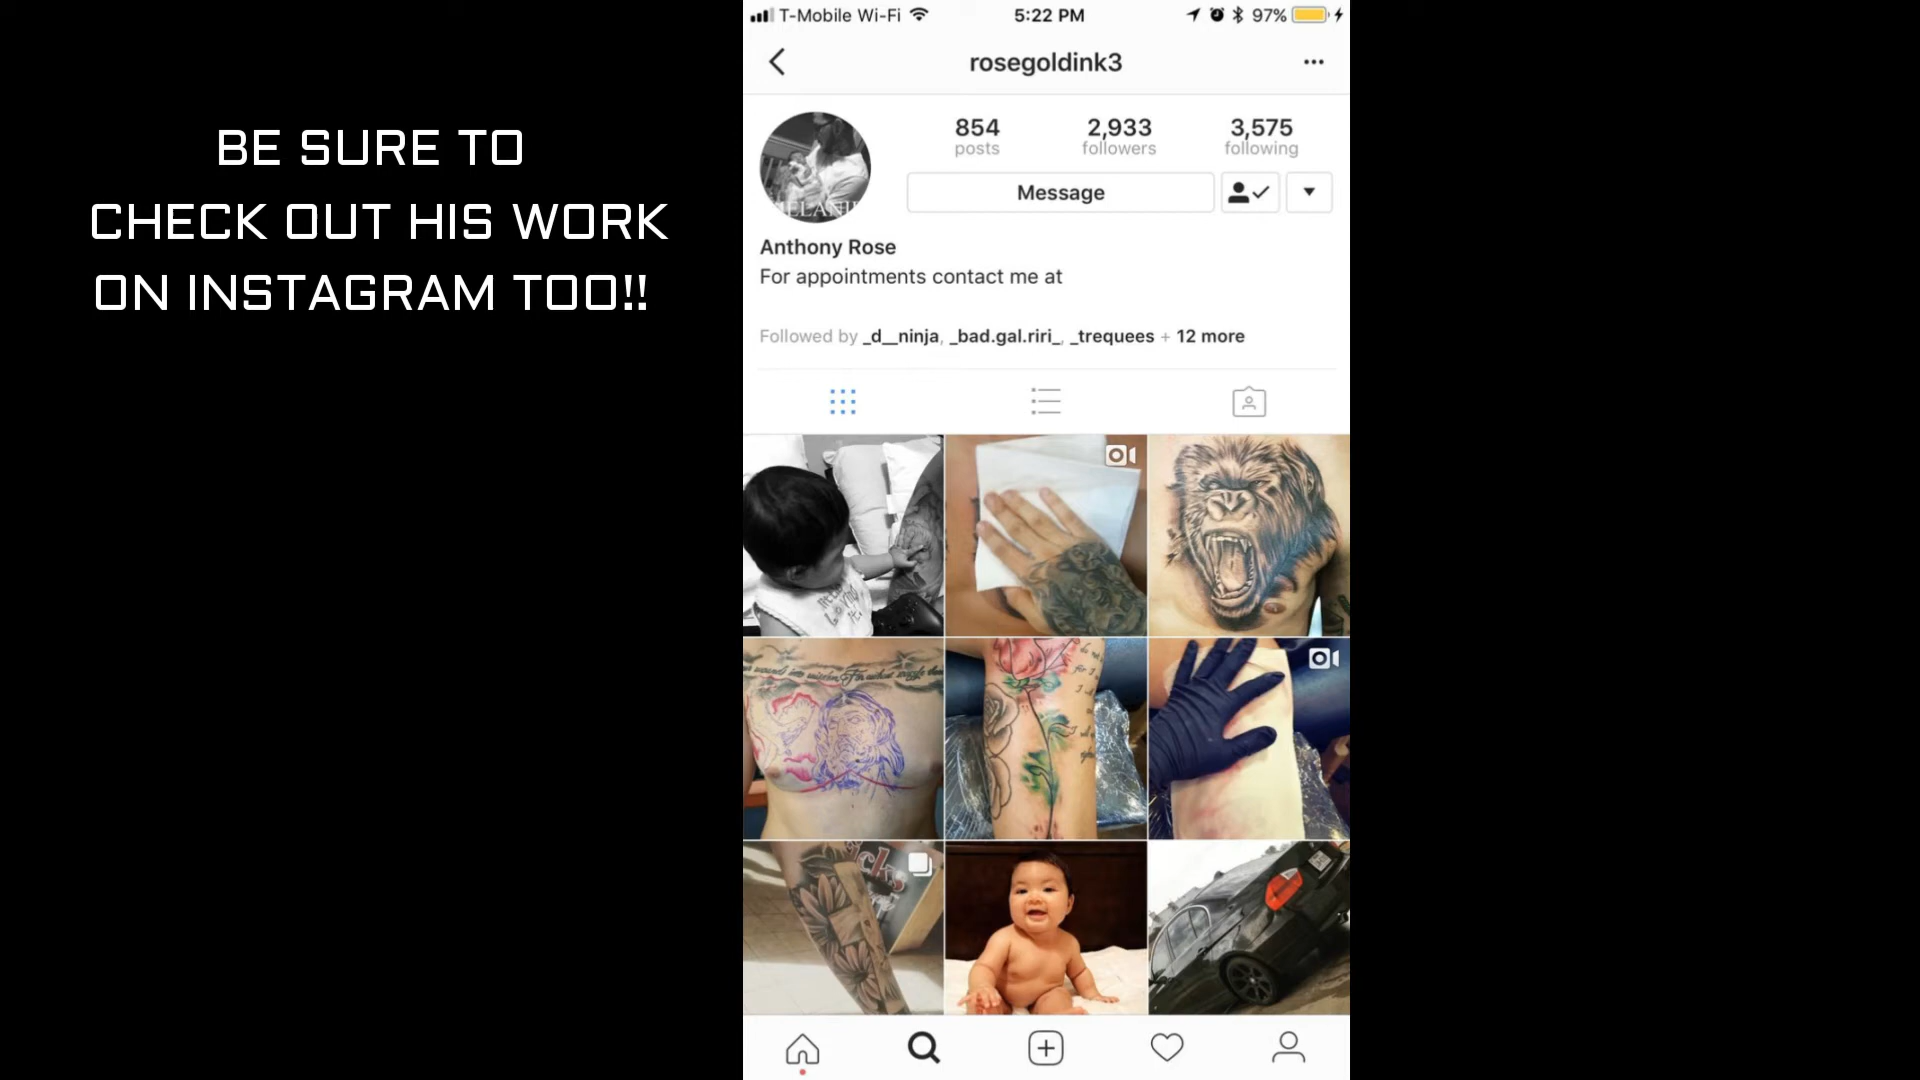 BE SURE TO
CHECK OUT HIS WORK
ON INSTAGRAM TOO!!
T-Mobile Wi-Fi 5:22 PM 97%
rosegoldink3
854 2,933 3,575
posts followers following
Message
Anthony Rose
For appointments contact me at
Followed by _d__ninja, _bad.gal.riri_, _trequees + 12 more